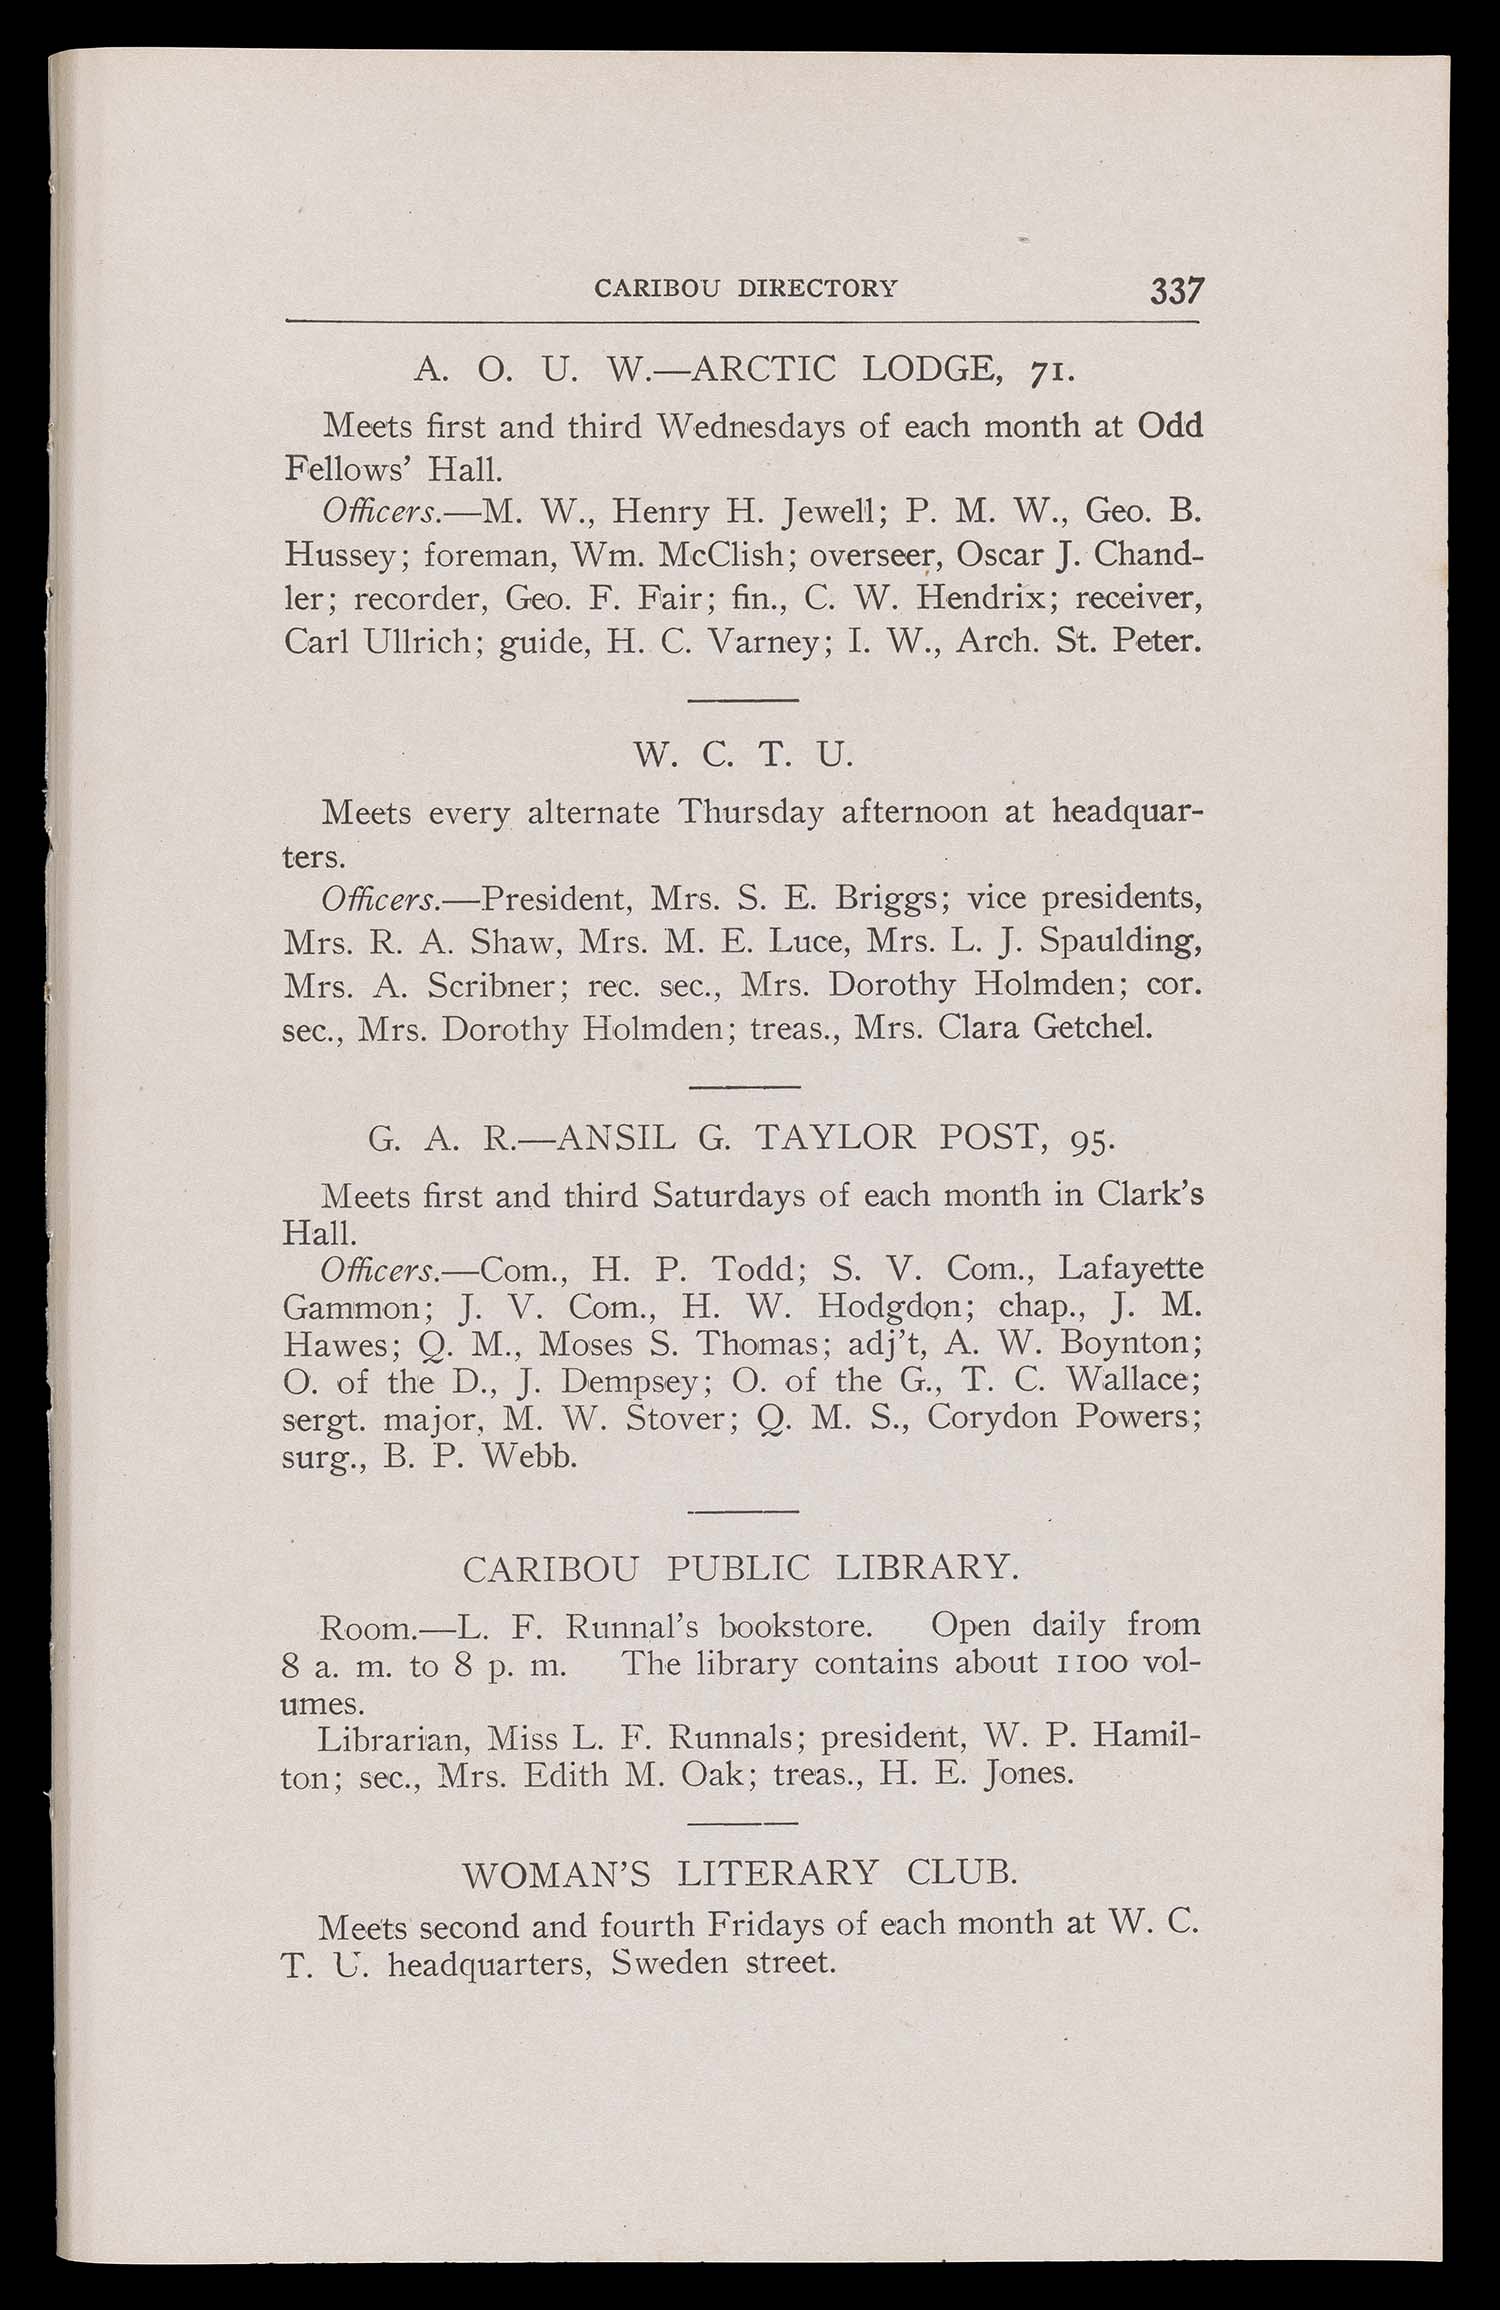 CARIBOU DIRECTORY 337
A. O. U. W.—ARCTIC LODGE, 71.
Meets first and third Wednesdays of each month at Odd
Fellows' Hall.
Officers.—M. W., Henry H. Jewell; P. M. W., Geo. B.
Hussey; foreman, Wm. McClish; overseer, Oscar J. Chand-
ler; recorder, Geo. F. Fair; fin., C. W. Hendrix; receiver,
Carl Ullrich; guide, H. C. Varney; I. W., Arch. St. Peter.
W. C. T. U.
Meets every alternate Thursday afternoon at headquar-
ters.
Officers.—President, Mrs. S. E. Briggs; vice presidents,
Mrs. R. A. Shaw, Mrs. M. E. Luce, Mrs. L. J. Spaulding,
Mrs. A. Scribner; rec. sec., Mrs. Dorothy Holmden; cor.
sec., Mrs. Dorothy Holmden; treas., Mrs. Clara Getchel.
G. A. R.—ANSIL G. TAYLOR POST, 95.
Meets first and third Saturdays of each month in Clark's
Hall.
Officers.—Com., H. P. Todd; S. V. Com., Lafayette
Gammon; J. V. Com., H. W. Hodgdon; chap., J. M.
Hawes; Q. M., Moses S. Thomas; adj't, A. W. Boynton;
O. of the D., J. Dempsey; O. of the G., T. C. Wallace;
sergt. major, M. W. Stover; Q. M. S., Corydon Powers;
surg., B. P. Webb.
CARIBOU PUBLIC LIBRARY.
Room.—L. F. Runnal's bookstore. Open daily from
8 a. m. to 8 p. m. The library contains about 1100 vol-
umes.
Librarian, Miss L. F. Runnals; president, W. P. Hamil-
ton; sec., Mrs. Edith M. Oak; treas., H. E. Jones.
WOMAN'S LITERARY CLUB.
Meets second and fourth Fridays of each month at W. C.
T. U. headquarters, Sweden street.